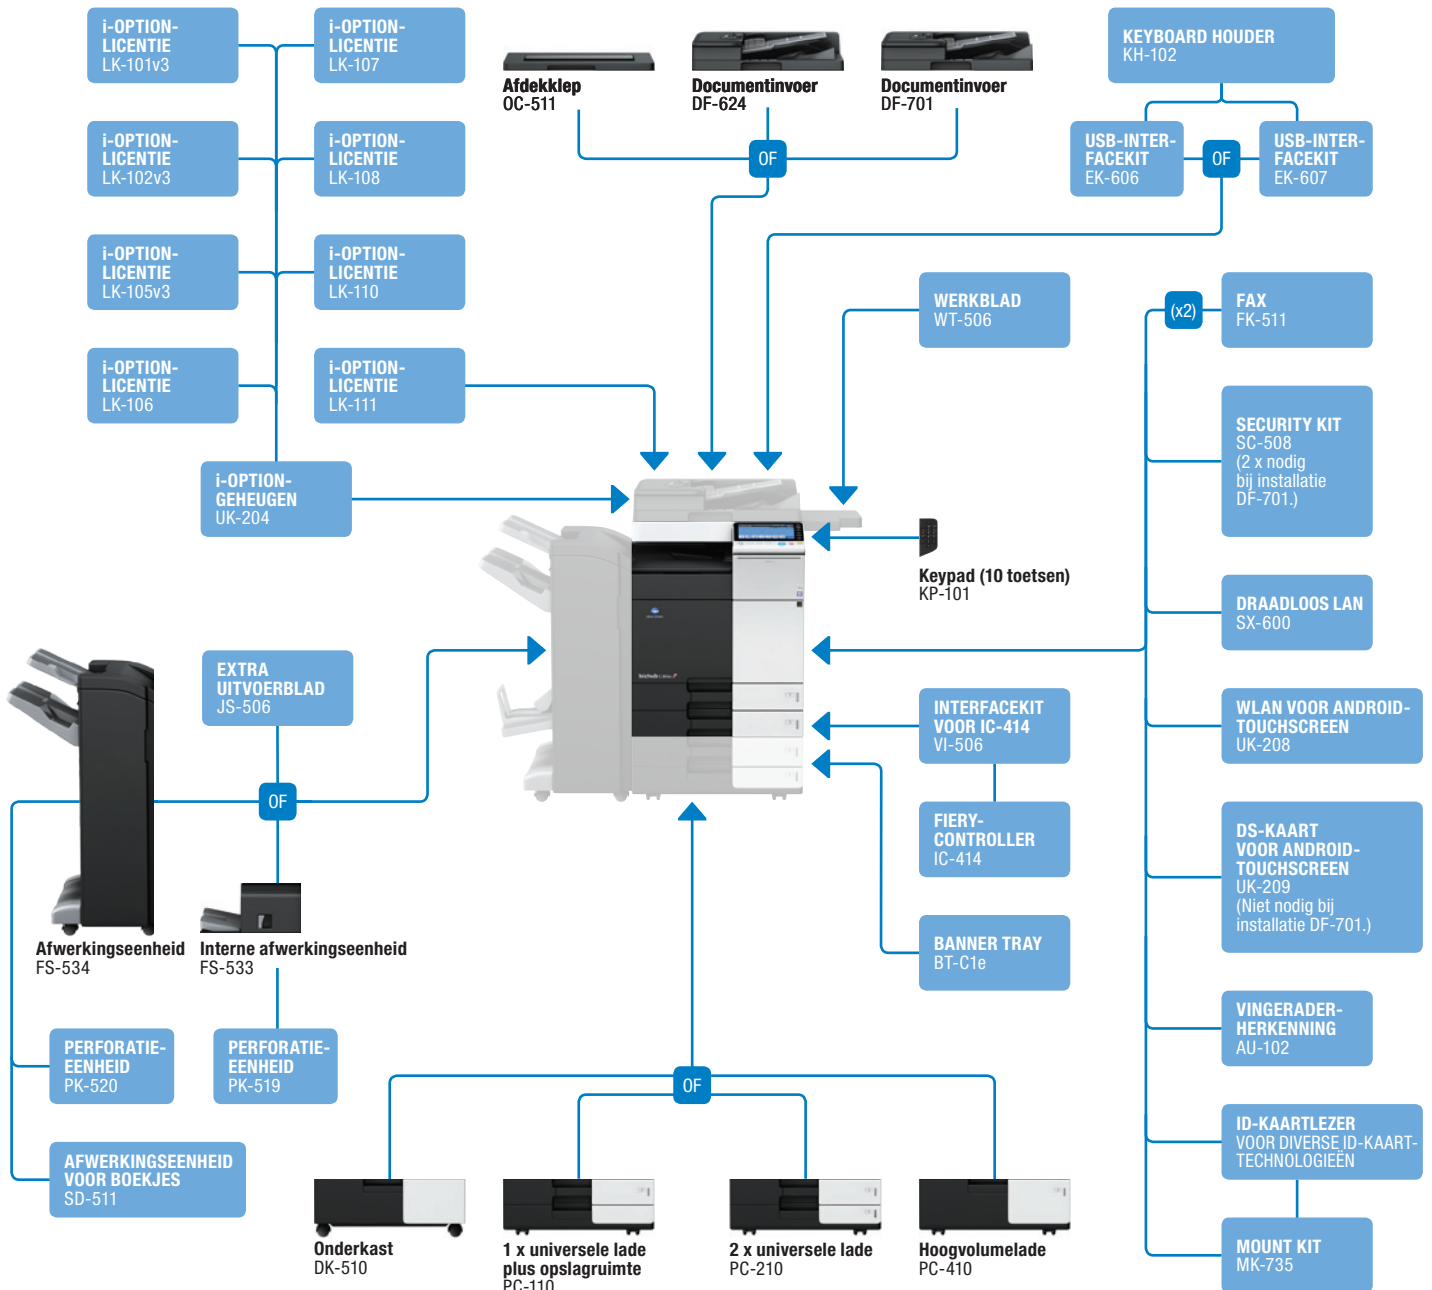 i-OPTION-
LICENTIE
LK-101v3
i-OPTION-
LICENTIE
LK-107
i-OPTION-
LICENTIE
LK-102v3
i-OPTION-
LICENTIE
LK-108
i-OPTION-
LICENTIE
LK-105v3
i-OPTION-
LICENTIE
LK-110
i-OPTION-
LICENTIE
LK-106
i-OPTION-
LICENTIE
LK-111
i-OPTION-
GEHEUGEN
UK-204
Afdekklep
OC-511
Documentinvoer
DF-624
Documentinvoer
DF-701
OF
KEYBOARD HOUDER
KH-102
USB-INTER-
FACEKIT
EK-606
OF
USB-INTER-
FACEKIT
EK-607
WERKBLAD
WT-506
(x2)
FAX
FK-511
SECURITY KIT
SC-508
(2 x nodig
bij installatie
DF-701.)
Keypad (10 toetsen)
KP-101
DRAADLOOS LAN
SX-600
EXTRA
UITVOERBLAD
JS-506
OF
INTERFACEKIT
VOOR IC-414
VI-506
WLAN VOOR ANDROID-
TOUCHSCREEN
UK-208
FIERY-
CONTROLLER
IC-414
DS-KAART
VOOR ANDROID-
TOUCHSCREEN
UK-209
(Niet nodig bij
installatie DF-701.)
Afwerkingseenheid
FS-534
Interne afwerkingseenheid
FS-533
BANNER TRAY
BT-C1e
VINGERADER-
HERKENNING
AU-102
PERFORATIE-
EENHEID
PK-520
PERFORATIE-
EENHEID
PK-519
OF
ID-KAARTLEZER
VOOR DIVERSE ID-KAART-
TECHNOLOGIEËN
AFWERKINGSEENHEID
VOOR BOEKJES
SD-511
Onderkast
DK-510
1 x universele lade
plus opslagruimte
PC-110
2 x universele lade
PC-210
Hoogvolumelade
PC-410
MOUNT KIT
MK-735